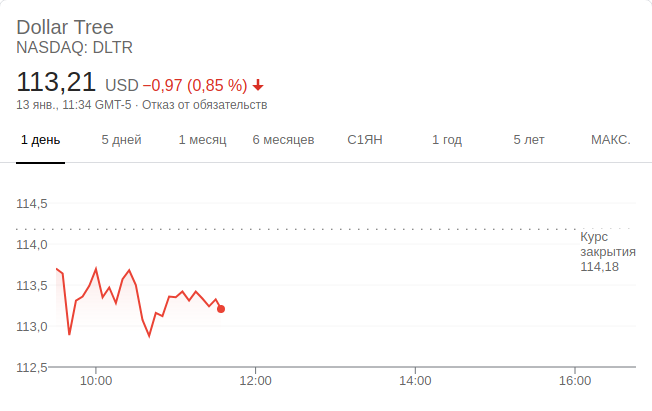 Dollar Tree
NASDAQ: DLTR
113,21 USD −0,97 (0,85 %)
13 янв., 11:34 GMT-5 · Отказ от обязательств
1 день 5 дней 1 месяц 6 месяцев С1ЯН 1 год 5 лет МАКС.
114,5
Курс
114,0
закрытия
114,18
113,5
113,0
112,5
10:00 12:00 14:00 16:00